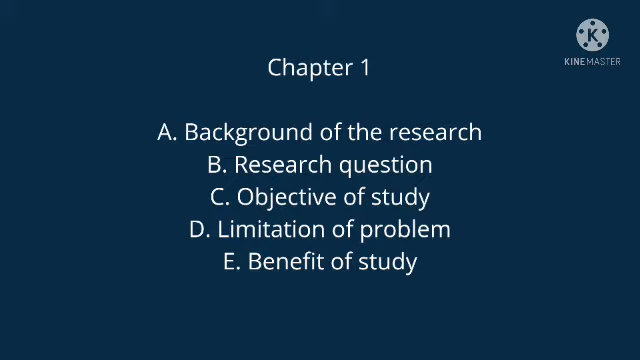 Chapter 1
A. Background of the research
B. Research question
C. Objective of study
D. Limitation of problem
E. Benefit of study
K
KINEMASTER